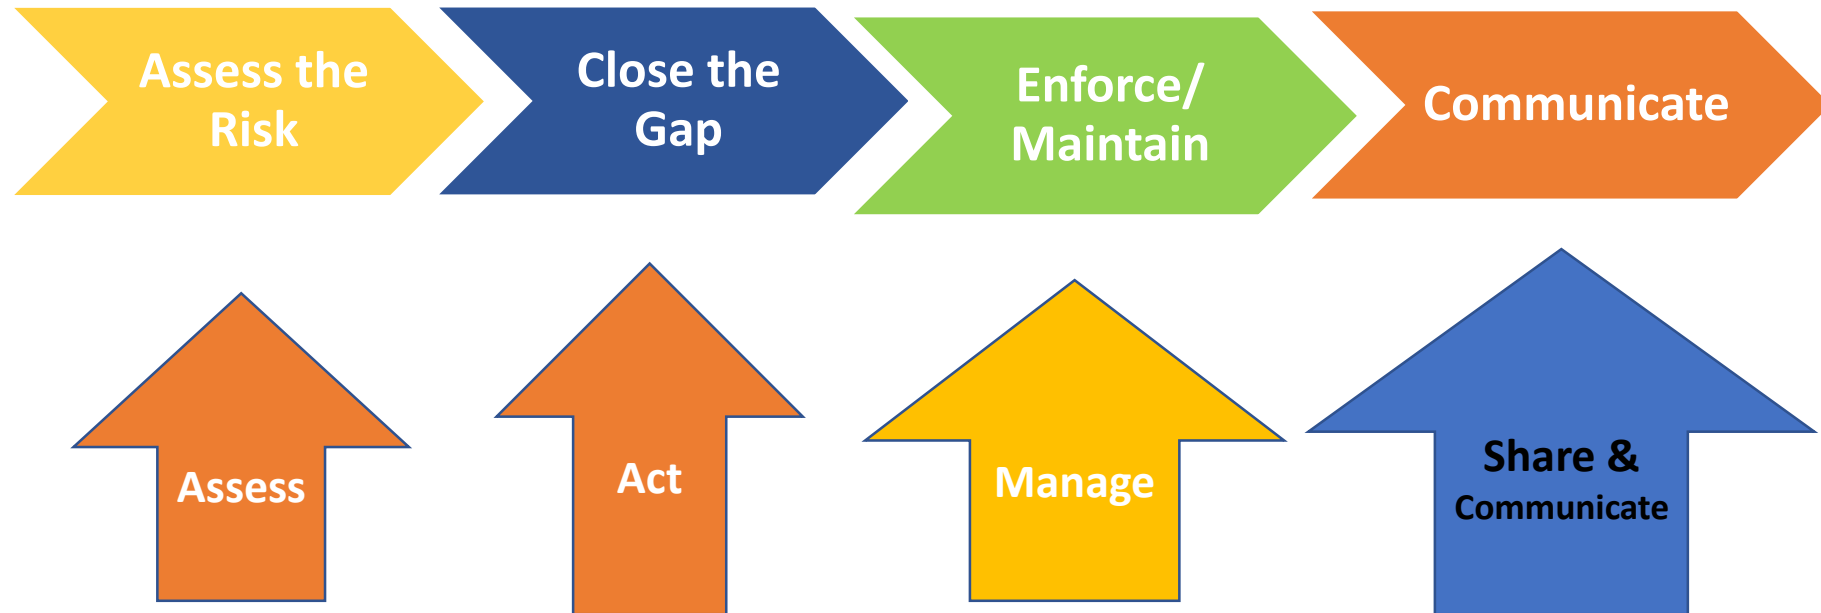 Assess the
Risk
Close the
Gap
Enforce/
Maintain
Communicate
Assess
Act
Manage
Share &
Communicate